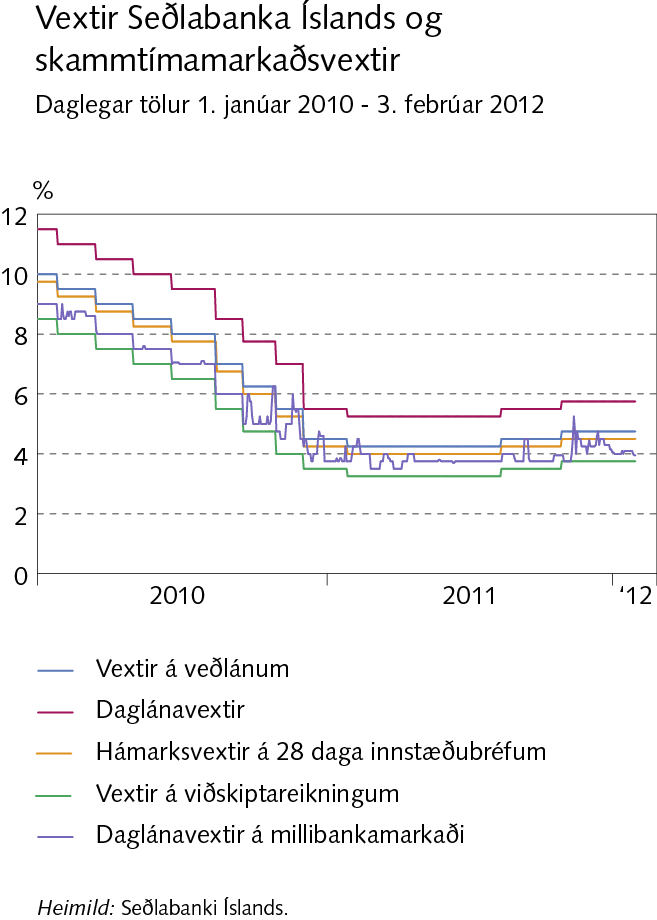 Vextir Seðlabanka Íslands og
skammtímamarkaðsvextir
Daglegar tölur 1. janúar 2010 - 3. febrúar 2012
%
12
10
8
6
4
2
0
2010 2011 ‘12
Vextir á veðlánum
Daglánavextir
Hámarksvextir á 28 daga innstæðubréfum
Vextir á viðskiptareikningum
Daglánavextir á millibankamarkaði
Heimild: Seðlabanki Íslands.